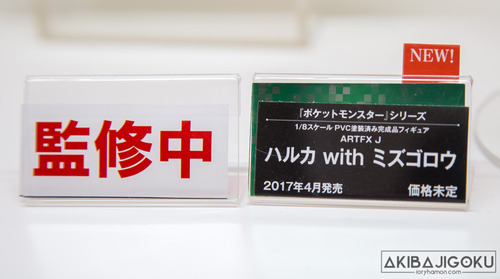 監修中
NEW!
『ポケットモンスター』シリーズ
1/8スケール PVC塗装済み完成品フィギュア
ARTFX J
ハルカ with ミズゴロウ
2017年4月発売 価格未定
AKIBAJIGOKU
ioryhamon.com